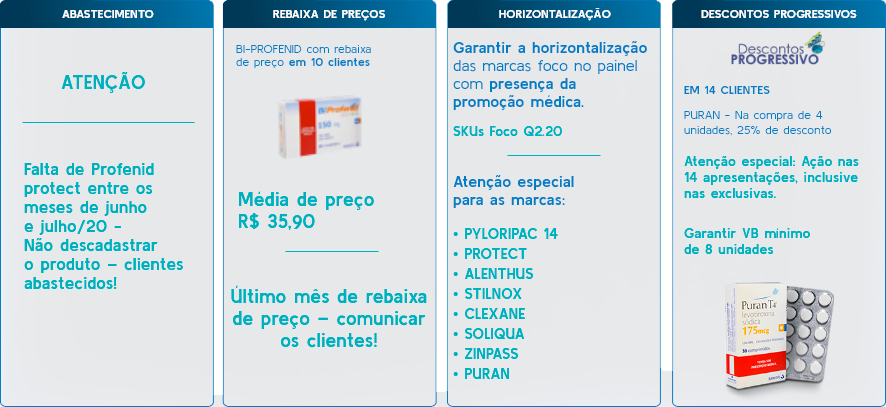 ABASTECIMENTO
ATENÇÃO
Falta de Profenid
protect entre os
meses de junho
e julho/20 -
Não descadastrar
o produto – clientes
abastecidos!
REBAIXA DE PREÇOS
BI-PROFENID com rebaixa
de preço em 10 clientes
Bi Profenid
150 mg
Média de preço
R$ 35,90
Último mês de rebaixa
de preço – comunicar
os clientes!
HORIZONTALIZAÇÃO
Garantir a horizontalização
das marcas foco no painel
com presença da
promoção médica.
SKUs Foco Q2.20
Atenção especial
para as marcas:
• PYLORIPAC 14
• PROTECT
• ALENTHUS
• STILNOX
• CLEXANE
• SOLIQUA
• ZINPASS
• PURAN
DESCONTOS PROGRESSIVOS
Descontos
PROGRESSIVO
EM 14 CLIENTES
PURAN - Na compra de 4
unidades, 25% de desconto
Atenção especial: Ação nas
14 apresentações, inclusive
nas exclusivas.
Garantir VB mínimo
de 8 unidades
Puran T4
levotiroxina
sódica
175mcg
30 comprimidos